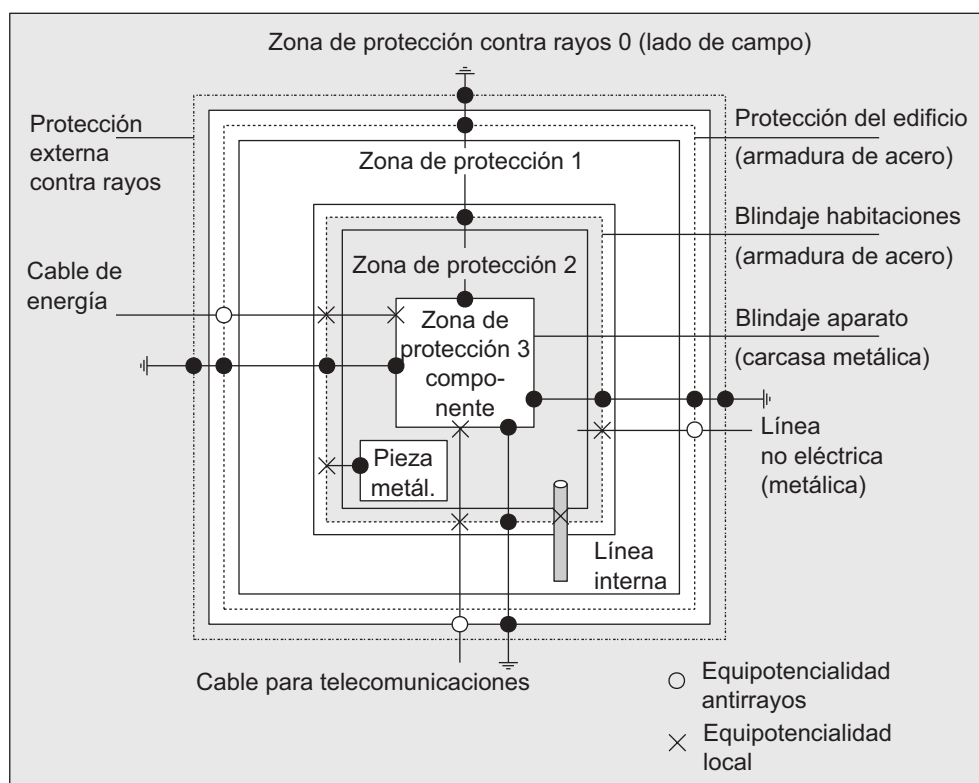 Zona de protección contra rayos 0 (lado de campo)
Protección
externa
contra rayos
Protección del edificio
(armadura de acero)
Zona de protección 1
Blindaje habitaciones
(armadura de acero)
Zona de protección 2
Cable de
energía
Zona de
protección 3
compo-
nente
Blindaje aparato
(carcasa metálica)
Línea
no eléctrica
(metálica)
Pieza
metál.
Línea
interna
Cable para telecomunicaciones
Equipotencialidad
antirrayos
Equipotencialidad
local